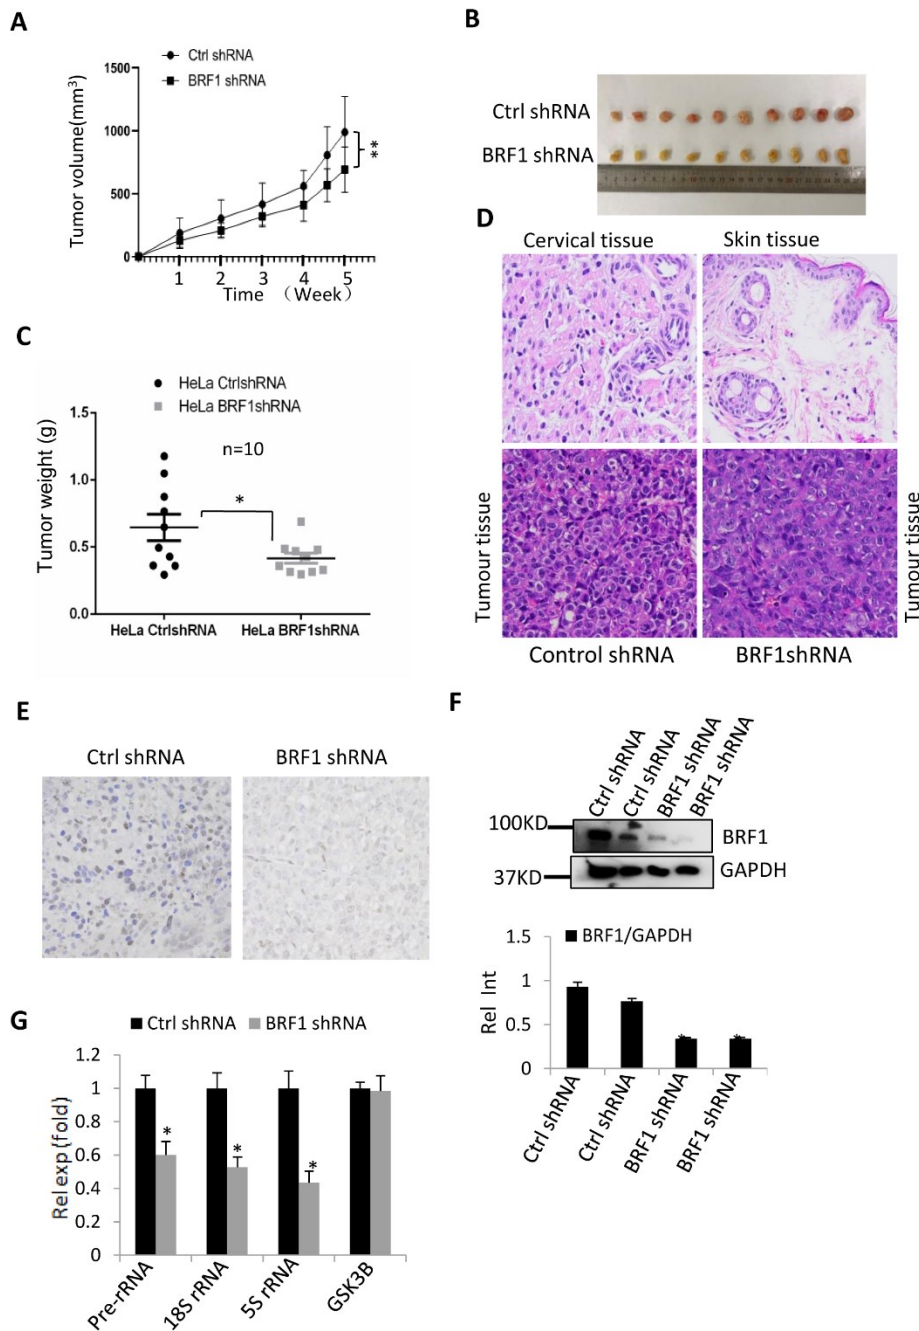 A
Ctrl shRNA
BRF1 shRNA
Tumor volume(mm³)
1500
1000
500
0
**
1 2 3 4 5
Time （Week）
B
Ctrl shRNA
BRF1 shRNA
C
HeLa CtrlshRNA
HeLa BRF1shRNA
n=10
*
Tumor weight (g)
1.5
1.0
0.5
0.0
HeLa CtrlshRNA HeLa BRF1shRNA
D
Cervical tissue Skin tissue
Tumour tissue
Tumour tissue
Control shRNA BRF1shRNA
E
Ctrl shRNA BRF1 shRNA
F
Ctrl shRNA
Ctrl shRNA
BRF1 shRNA
BRF1 shRNA
100KD
BRF1
37KD
GAPDH
BRF1/GAPDH
Rel Int
1.5
1
0.5
0
* *
Ctrl shRNA
Ctrl shRNA
BRF1 shRNA
BRF1 shRNA
G
Ctrl shRNA BRF1 shRNA
Rel exp (fold)
1.2
1
0.8
0.6
0.4
0.2
0
* * *
Pre-rRNA
18S rRNA
5S rRNA
GSK3B